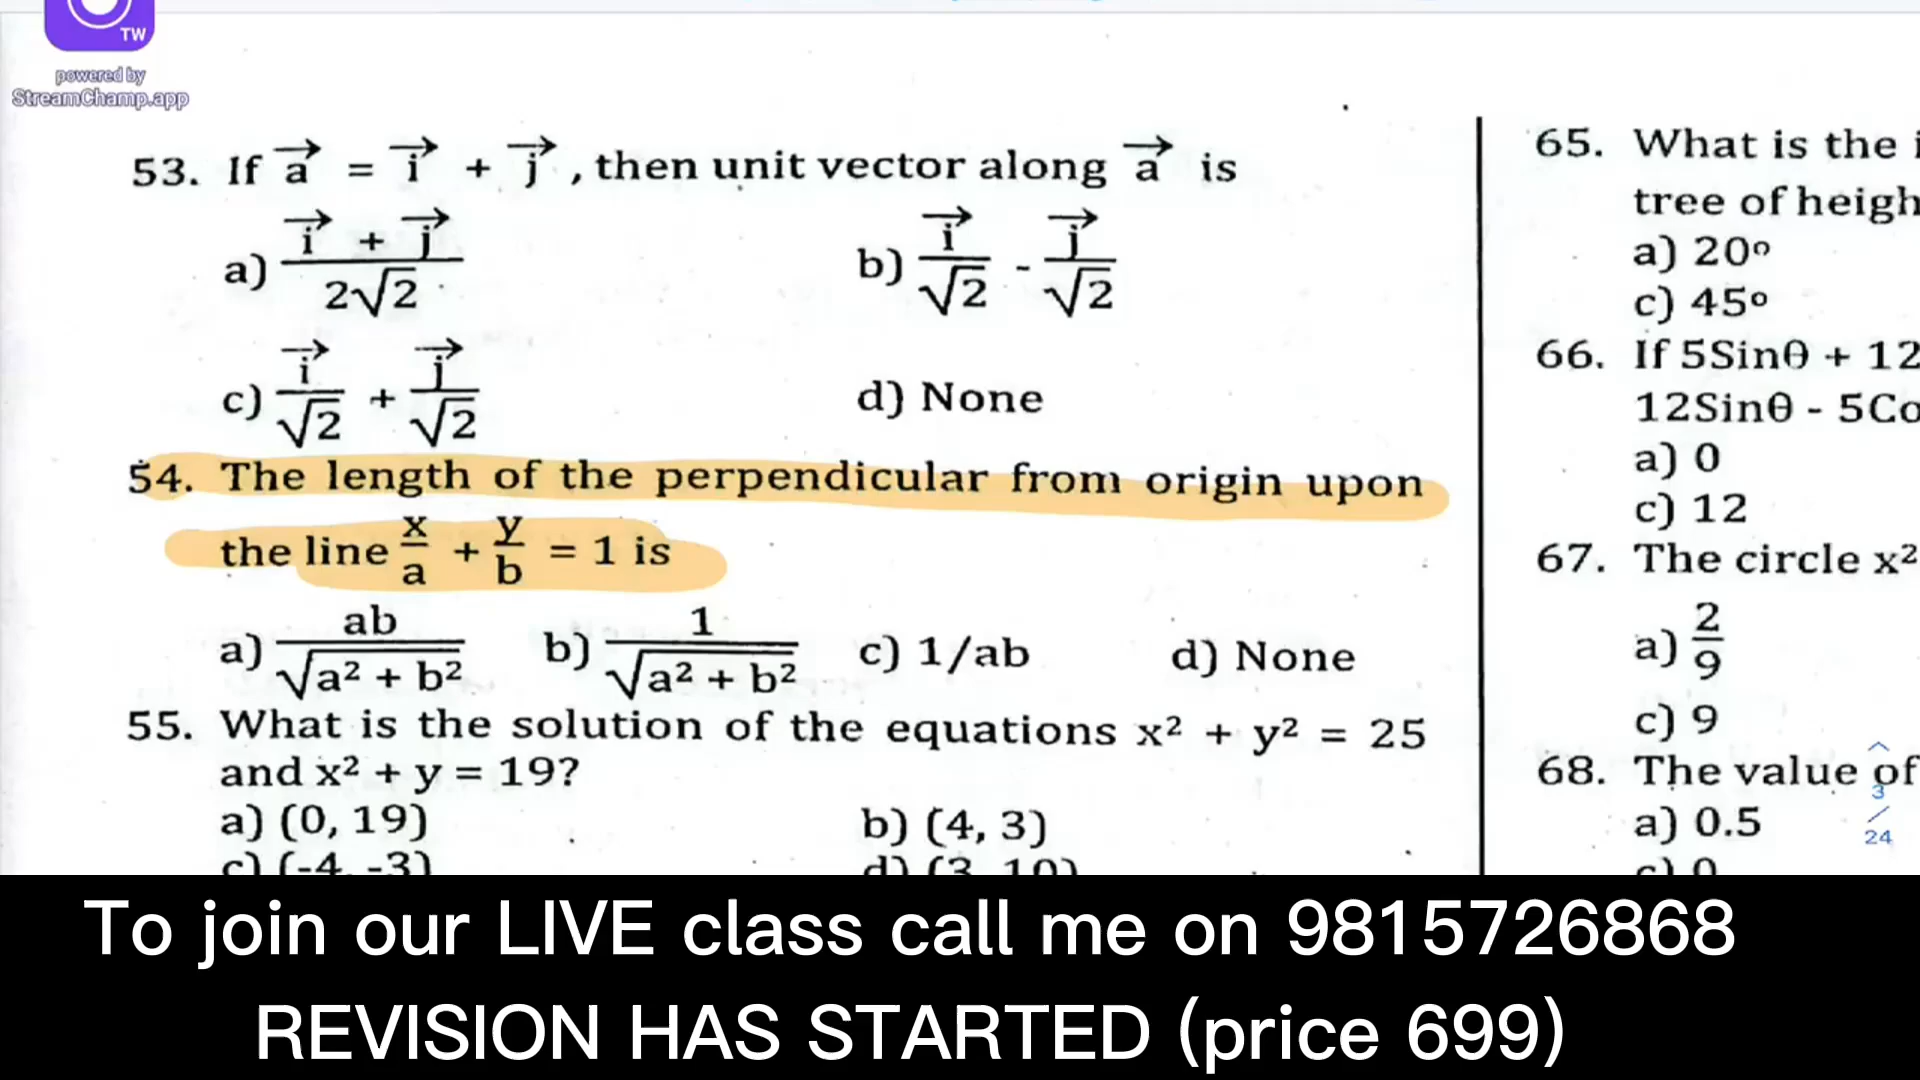 TW
powered by
StreamChamp.app
53. If a⃗ = i⃗ + j⃗ , then unit vector along a⃗ is
a) (i⃗ + j⃗)/(2√2)
b) i⃗/√2 - j⃗/√2
c) i⃗/√2 + j⃗/√2
d) None
54. The length of the perpendicular from origin upon
the line x/a + y/b = 1 is
a) ab/√(a² + b²) b) 1/√(a² + b²) c) 1/ab d) None
55. What is the solution of the equations x² + y² = 25
and x² + y = 19?
a) (0, 19) b) (4, 3)
c) (-4, -3) d) (3, 10)
65. What is the
tree of heigh
a) 20°
c) 45°
66. If 5Sinθ + 12
12Sinθ - 5Co
a) 0
c) 12
67. The circle x²
a) 2/9
c) 9
68. The value of
a) 0.5
c) 0
3
/
24
To join our LIVE class call me on 9815726868
REVISION HAS STARTED (price 699)